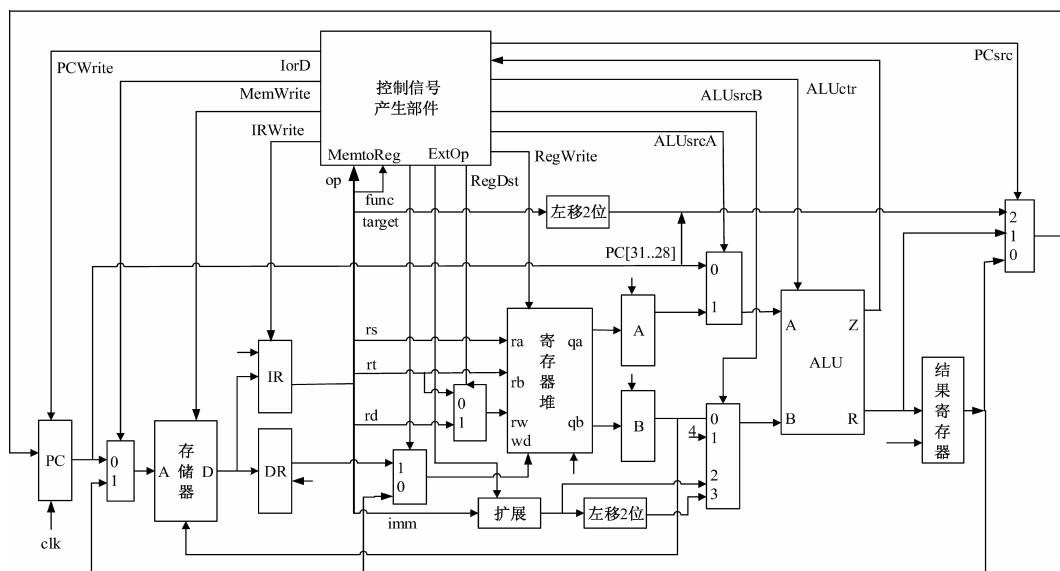 PCWrite
IorD
MemWrite
IRWrite
控制信号
产生部件
MemtoReg
ExtOp
op
func
target
RegDst
RegWrite
ALUsrcA
ALUsrcB
ALUctr
PCsrc
左移2位
PC[31..28]
2
1
0
0
1
rs
rt
rd
imm
IR
DR
PC
clk
0
1
A
存储器
D
0
1
1
0
ra
rb
rw
wd
寄存器堆
qa
qb
A
B
4
0
1
2
3
扩展
左移2位
A
B
ALU
Z
R
结果寄存器